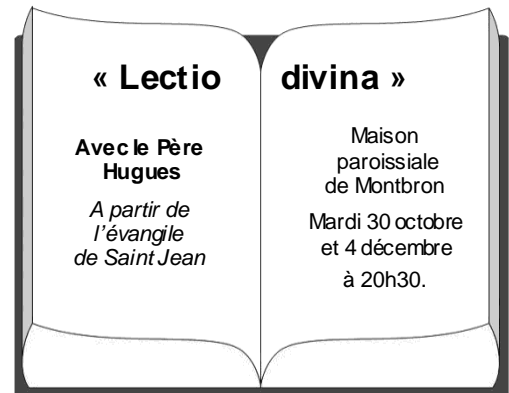 « Lectio divina »
Avec le Père
Hugues
A partir de
l'évangile
de Saint Jean
Maison
paroissiale
de Montbron
Mardi 30 octobre
et 4 décembre
à 20h30.